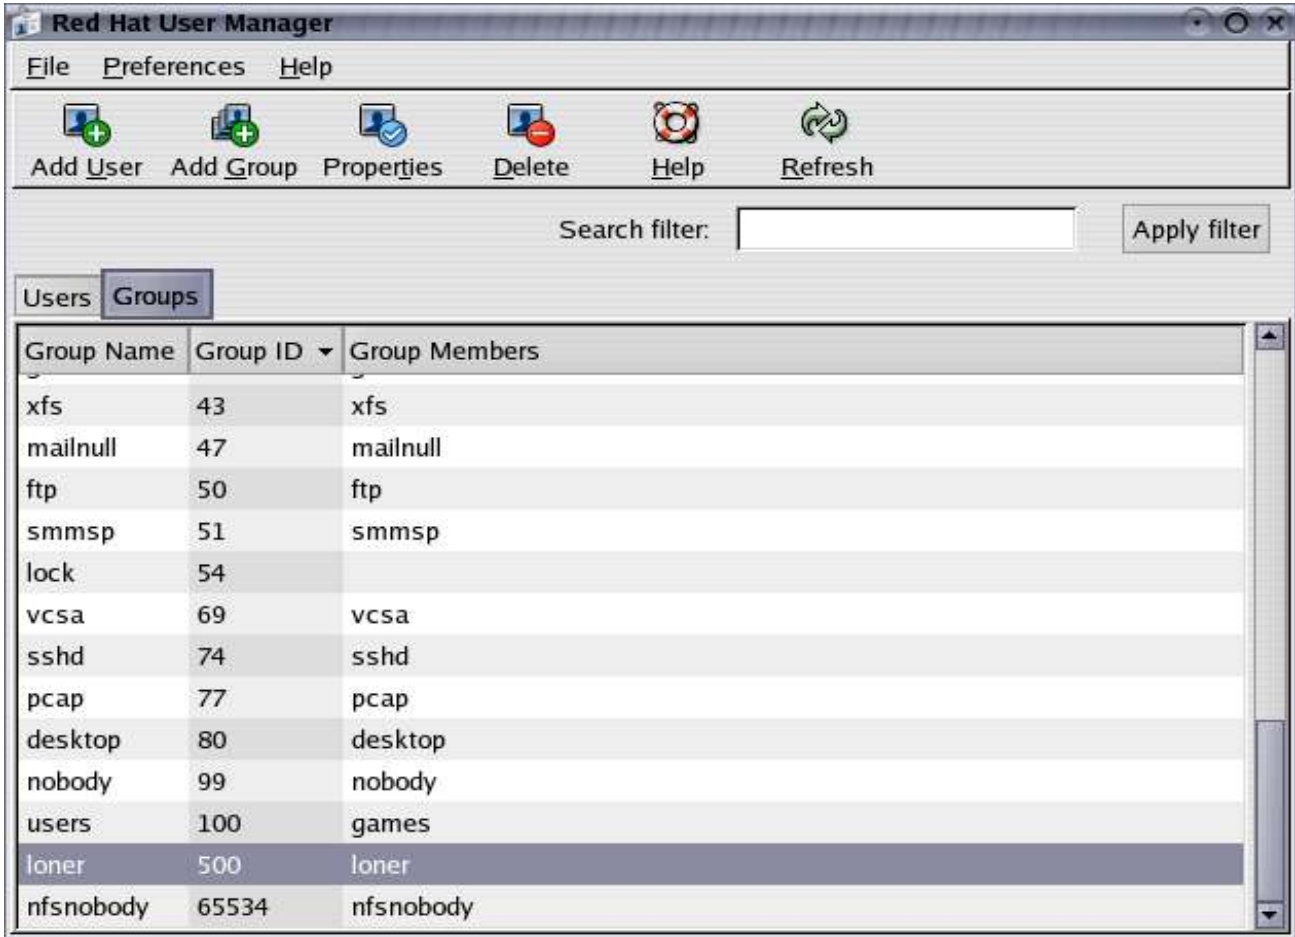 Red Hat User Manager
File Preferences Help
Add User Add Group Properties Delete Help Refresh
Search filter: Apply filter
Users Groups
Group Name Group ID Group Members
xfs 43 xfs
mailnull 47 mailnull
ftp 50 ftp
smmsp 51 smmsp
lock 54
vcsa 69 vcsa
sshd 74 sshd
pcap 77 pcap
desktop 80 desktop
nobody 99 nobody
users 100 games
loner 500 loner
nfsnobody 65534 nfsnobody